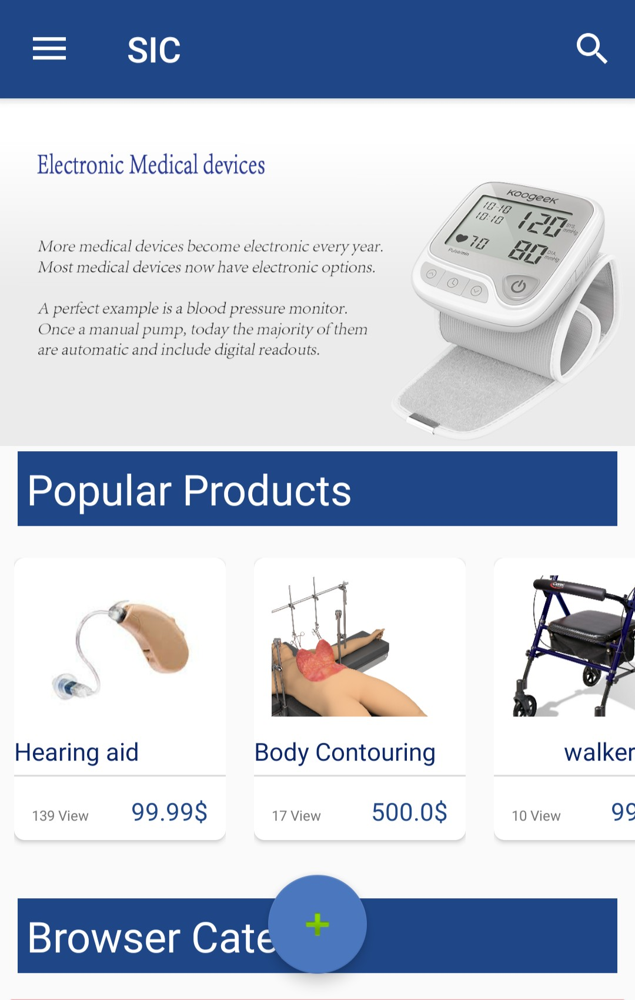 SIC
Electronic Medical devices
More medical devices become electronic every year.
Most medical devices now have electronic options.
A perfect example is a blood pressure monitor.
Once a manual pump, today the majority of them
are automatic and include digital readouts.
Koogeek
10-10
10:10
120
SYS.
mmHg
70
Pulse/min
80
DIA.
mmHg
Popular Products
Hearing aid
139 View
99.99$
Body Contouring
17 View
500.0$
walker
10 View
99
Browser Cate